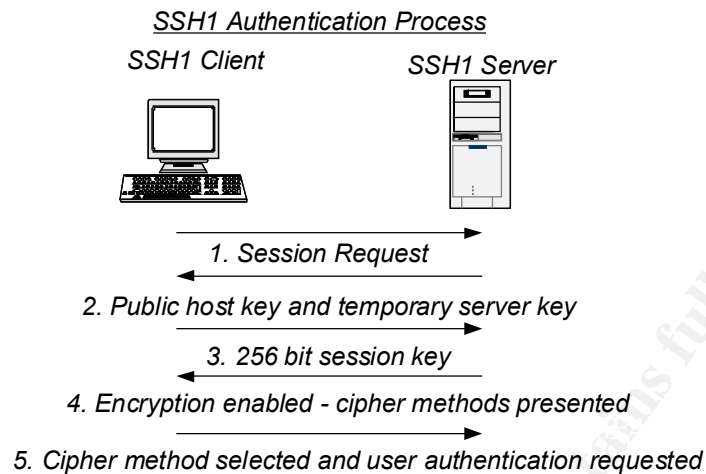 SSH1 Authentication Process
SSH1 Client
SSH1 Server
1. Session Request
2. Public host key and temporary server key
3. 256 bit session key
4. Encryption enabled - cipher methods presented
5. Cipher method selected and user authentication requested